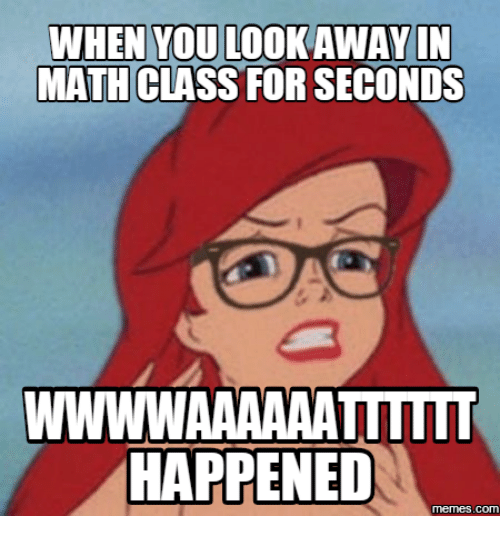 WHEN YOU LOOK AWAY IN
MATH CLASS FOR SECONDS
WWWWAAAAAATTTTTT
HAPPENED
memes.com